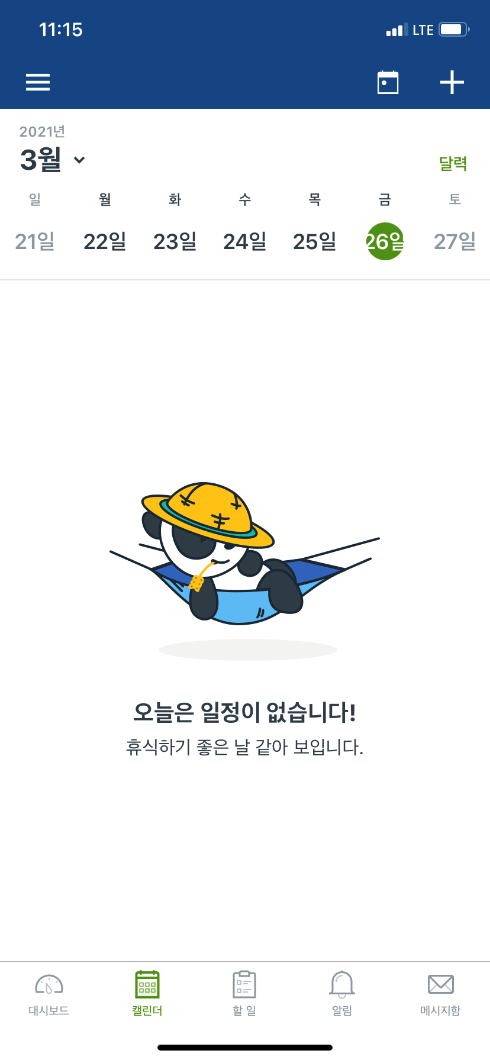 11:15
LTE
2021년
3월
달력
일 월 화 수 목 금 토
21일 22일 23일 24일 25일 26일 27일
오늘은 일정이 없습니다!
휴식하기 좋은 날 같아 보입니다.
대시보드 캘린더 할 일 알림 메시지함